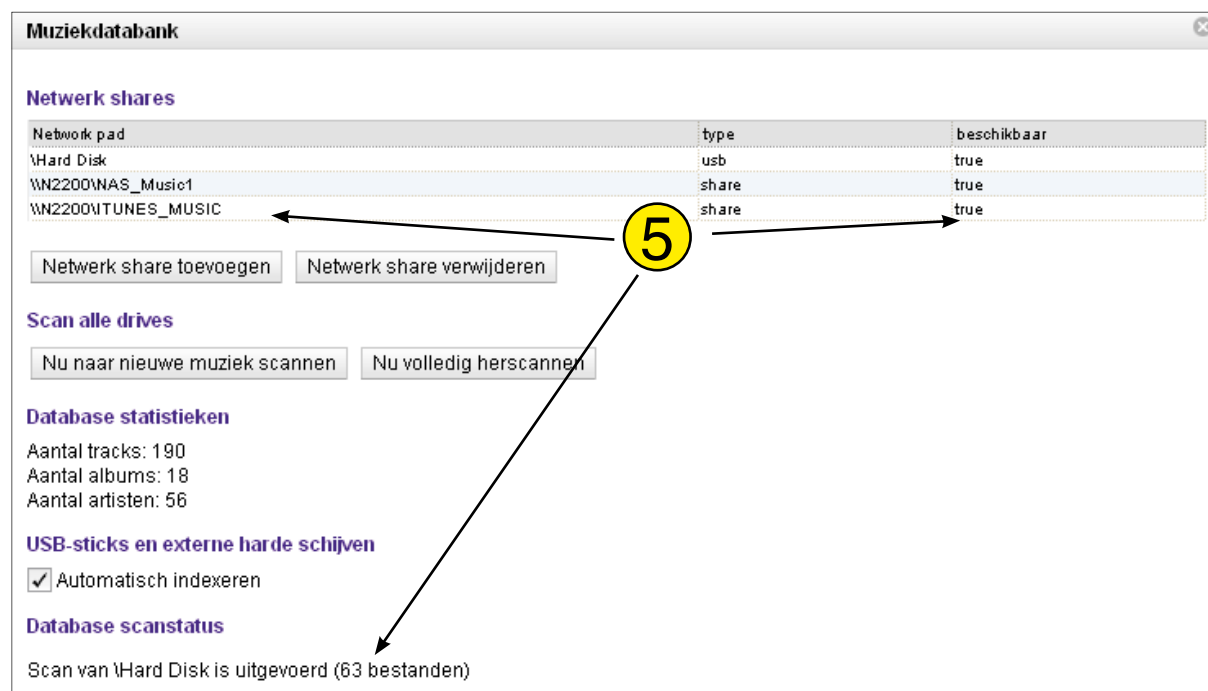 Muziekdatabank
Netwerk shares
Network pad type beschikbaar
\Hard Disk usb true
\\N2200\NAS_Music1 share true
\\N2200\ITUNES_MUSIC share true
5
Netwerk share toevoegen Netwerk share verwijderen
Scan alle drives
Nu naar nieuwe muziek scannen Nu volledig herscannen
Database statistieken
Aantal tracks: 190
Aantal albums: 18
Aantal artisten: 56
USB-sticks en externe harde schijven
Automatisch indexeren
Database scanstatus
Scan van \Hard Disk is uitgevoerd (63 bestanden)